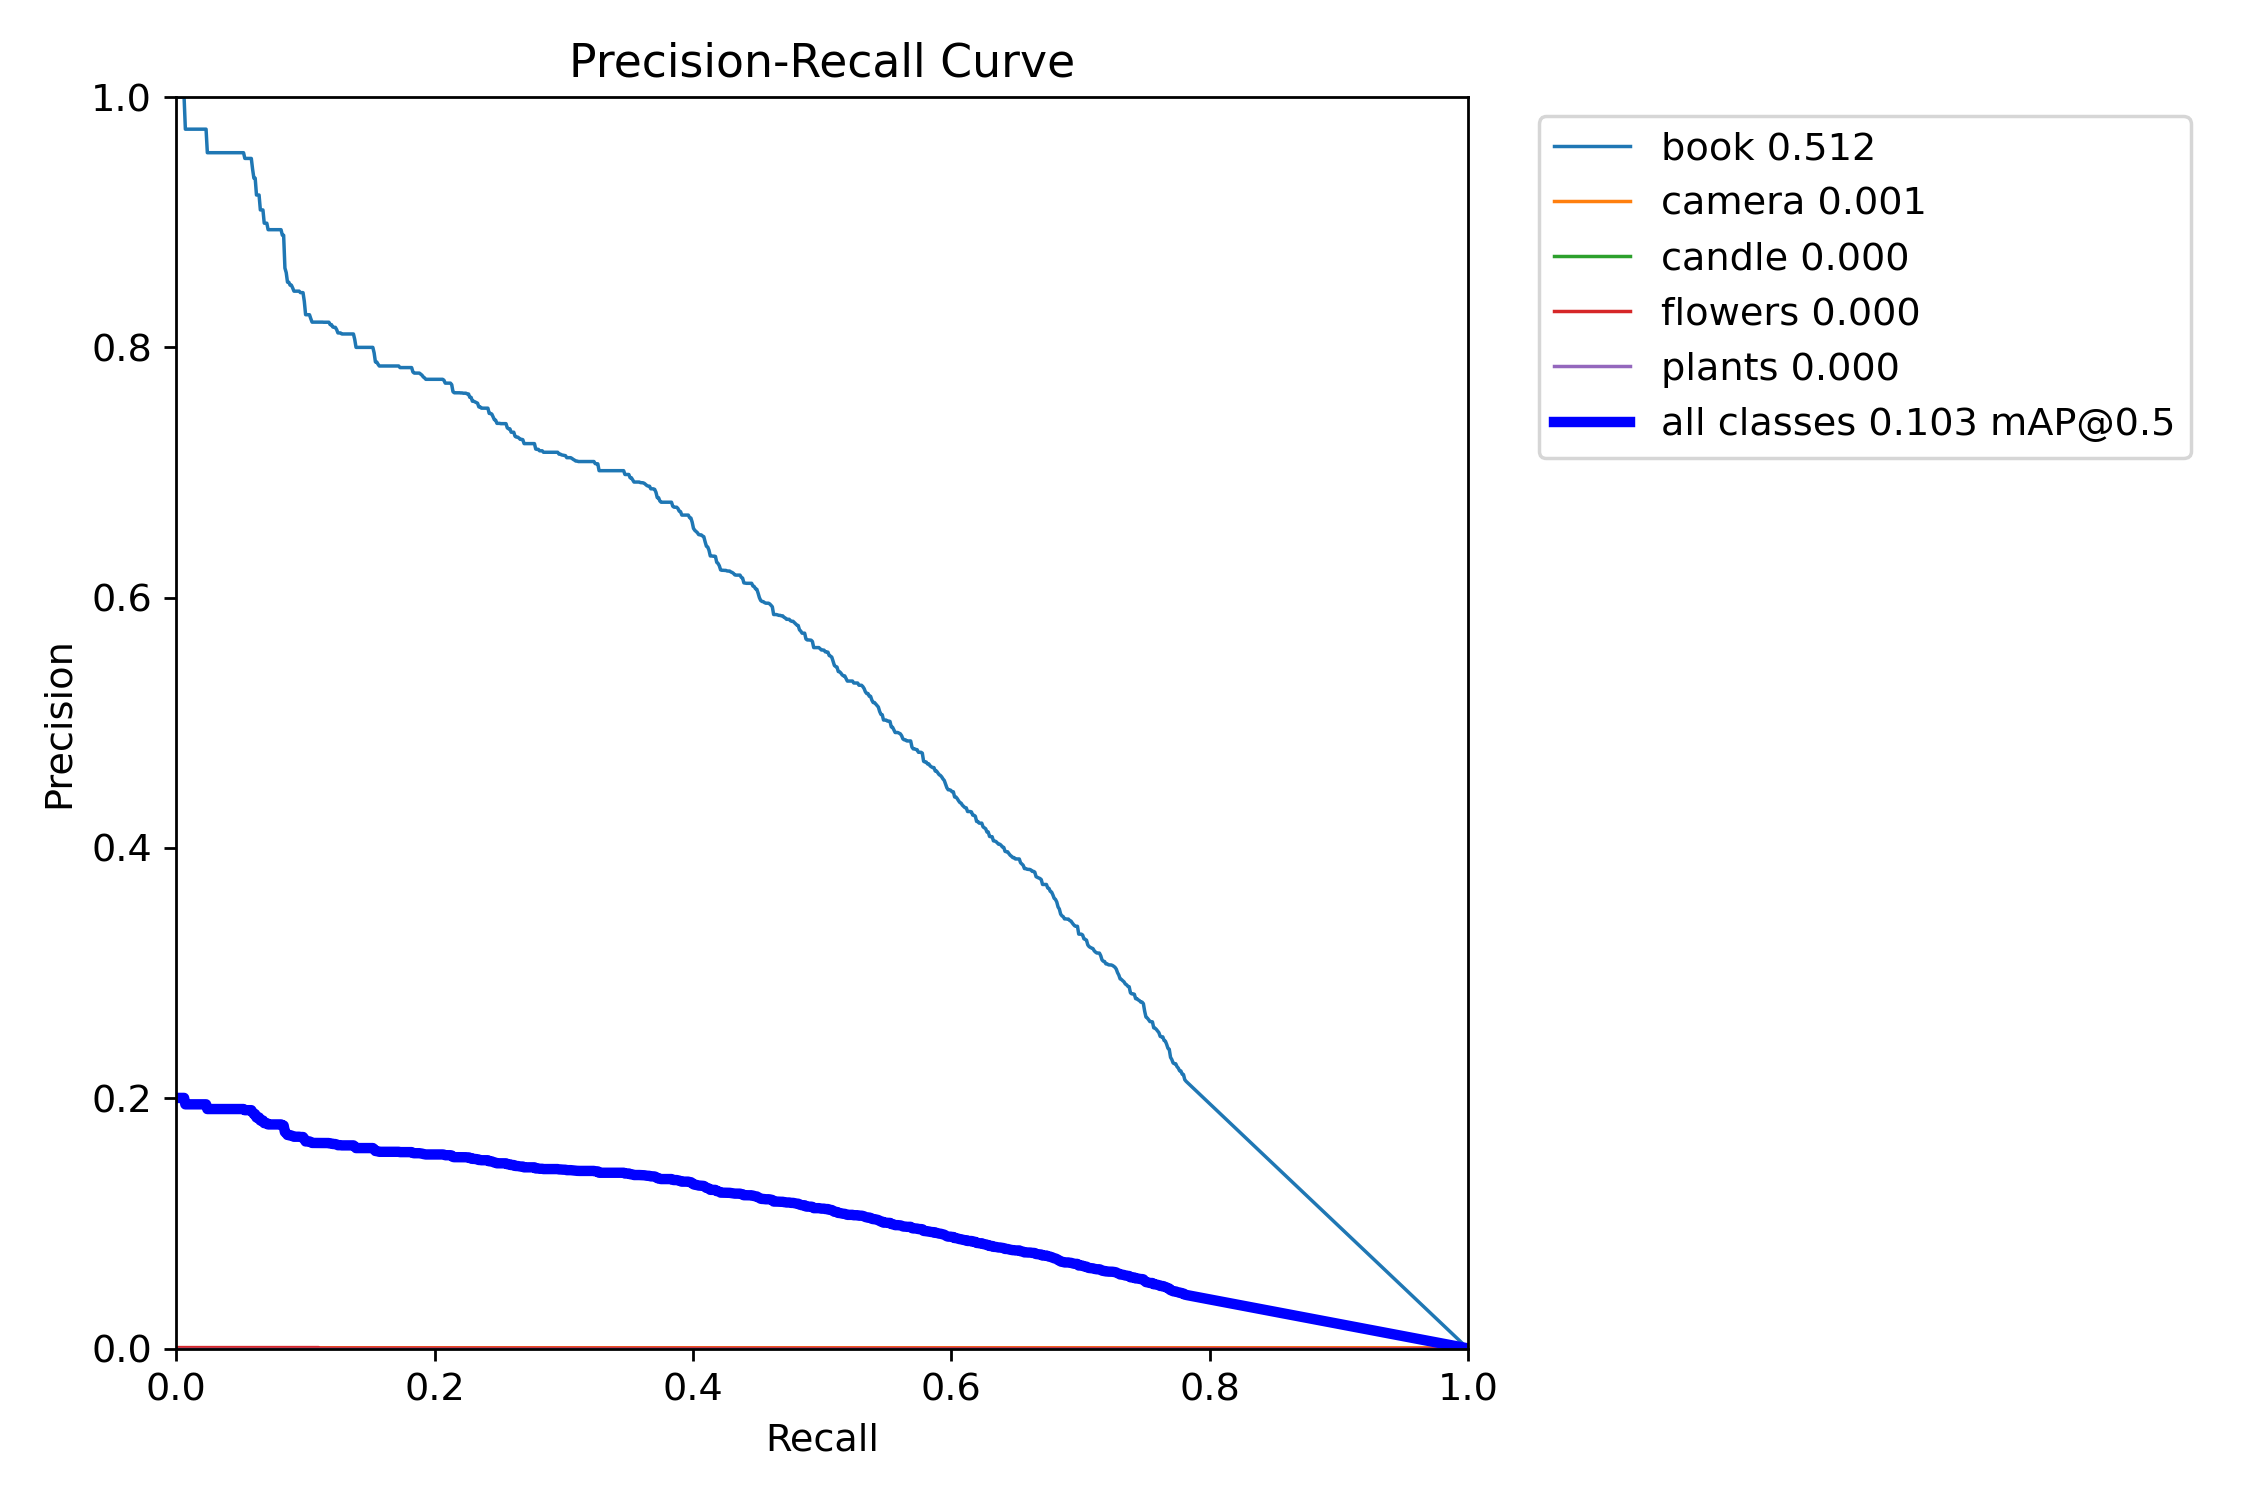 Precision-Recall Curve
1.0
0.8
0.6
0.4
0.2
0.0
Precision
0.0 0.2 0.4 0.6 0.8 1.0
Recall
book 0.512
camera 0.001
candle 0.000
flowers 0.000
plants 0.000
all classes 0.103 mAP@0.5